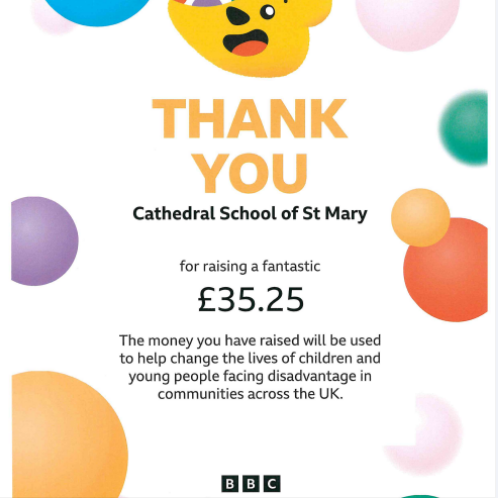 THANK
YOU
Cathedral School of St Mary
for raising a fantastic
£35.25
The money you have raised will be used
to help change the lives of children and
young people facing disadvantage in
communities across the UK.
BBC